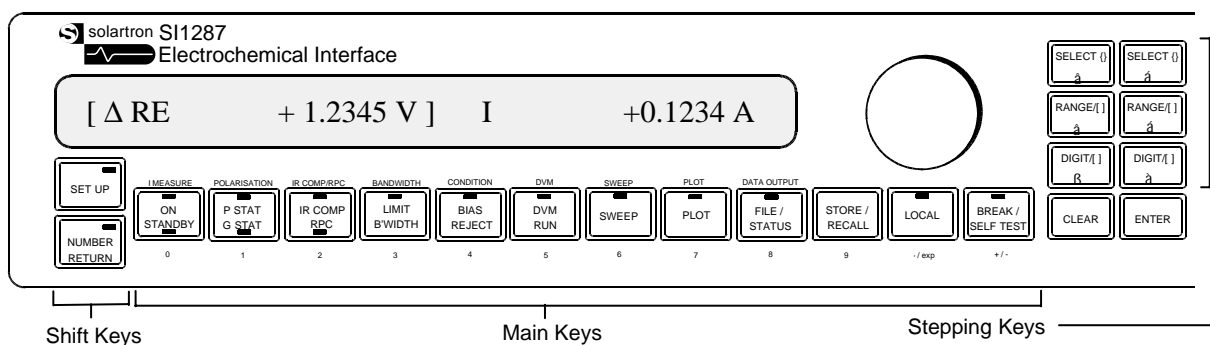 S solartron SI1287
Electrochemical Interface
[ Δ RE + 1.2345 V ] I +0.1234 A
SELECT {} SELECT {}
â á
RANGE/[ ] RANGE/[ ]
â á
DIGIT/[ ] DIGIT/[ ]
ß à
CLEAR ENTER
SET UP
NUMBER
RETURN
I MEASURE POLARISATION IR COMP/RPC BANDWIDTH CONDITION DVM SWEEP PLOT DATA OUTPUT
ON
STANDBY
P STAT
G STAT
IR COMP
RPC
LIMIT
B'WIDTH
BIAS
REJECT
DVM
RUN
SWEEP
PLOT
FILE /
STATUS
STORE /
RECALL
LOCAL
BREAK /
SELF TEST
0 1 2 3 4 5 6 7 8 9 - / exp + / -
Shift Keys
Main Keys
Stepping Keys